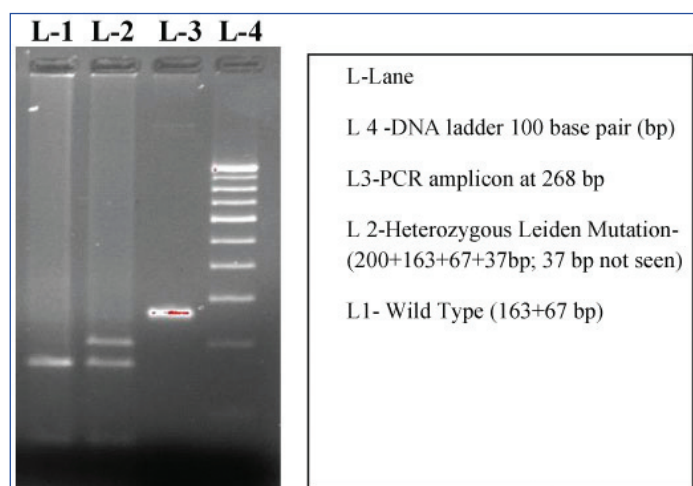 L-1 L-2 L-3 L-4
L-Lane
L 4 -DNA ladder 100 base pair (bp)
L3-PCR amplicon at 268 bp
L 2-Heterozygous Leiden Mutation-
(200+163+67+37bp; 37 bp not seen)
L1- Wild Type (163+67 bp)